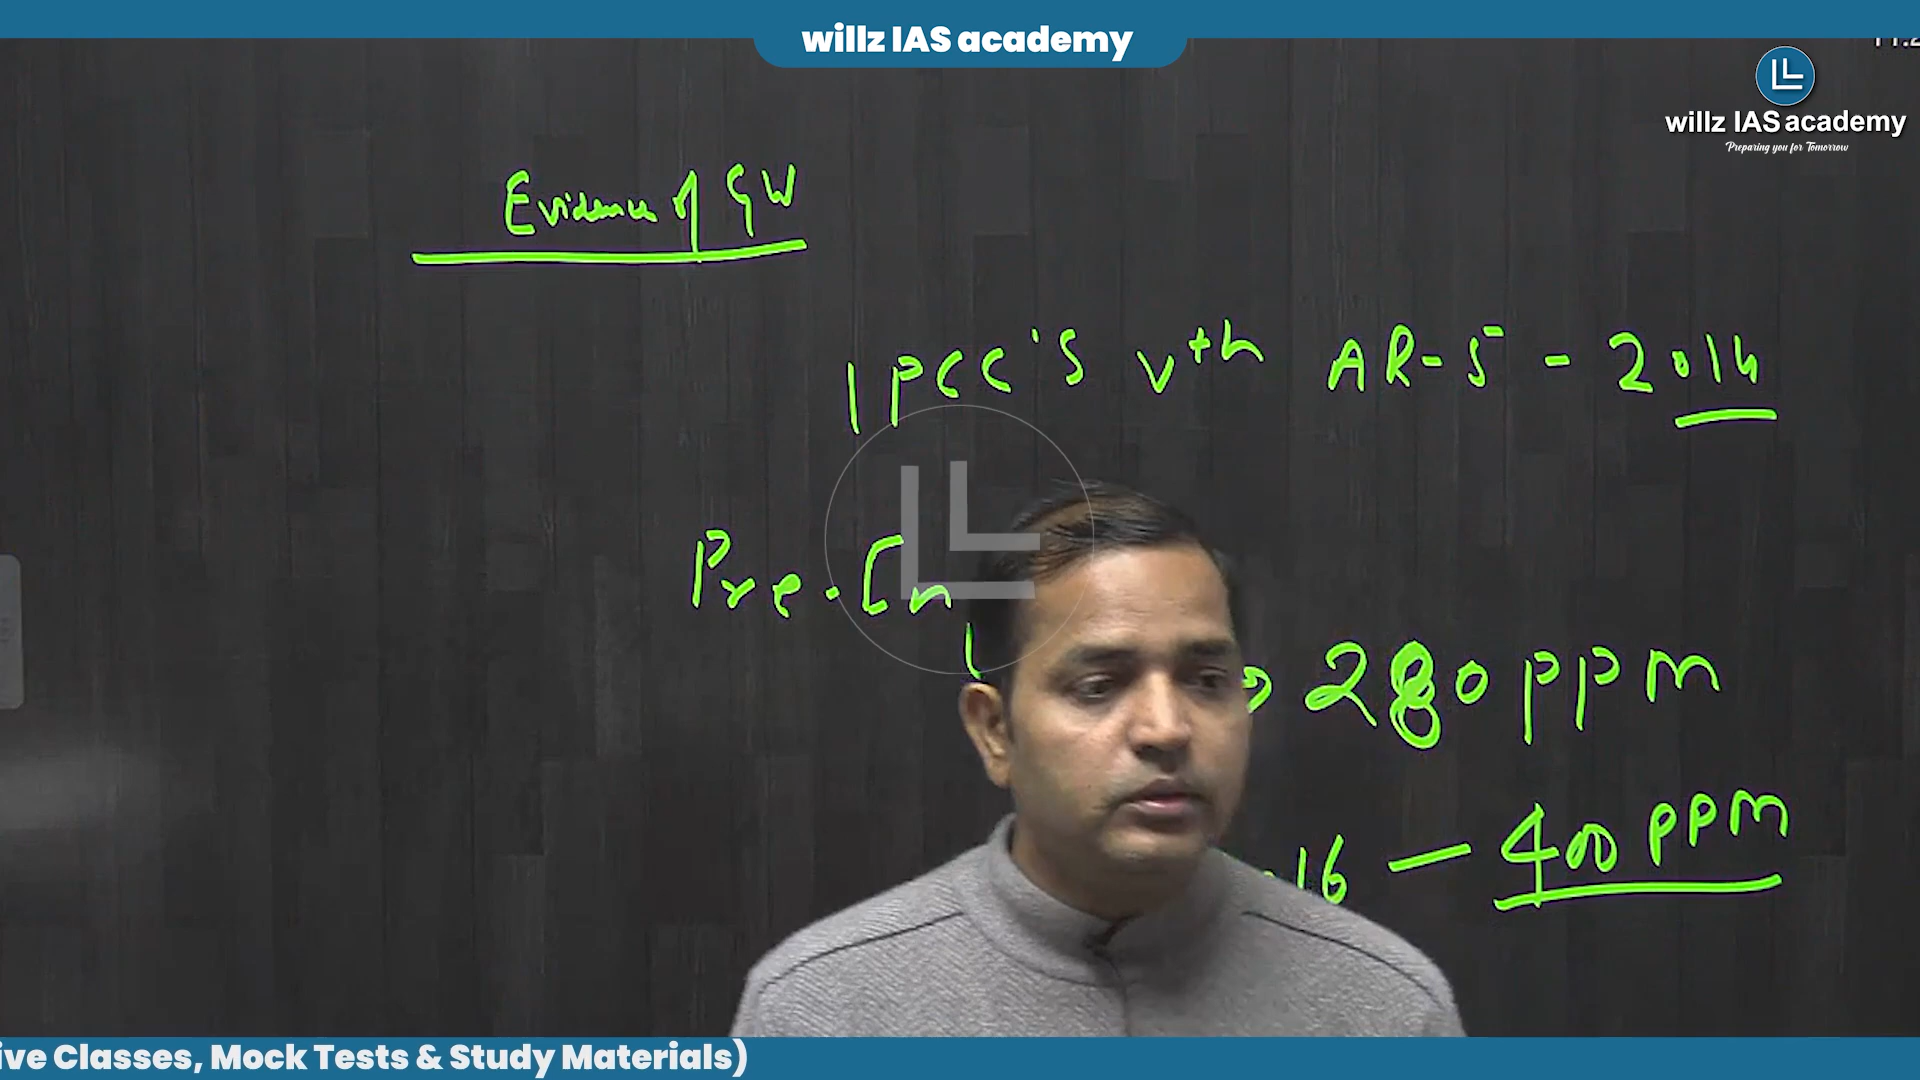 willz IAS academy
willz IAS academy
Preparing you for Tomorrow
Evidence of GW
IPCC's Vth AR-5 - 2014
Pre-In
280 ppm
16 — 400 ppm
ive Classes, Mock Tests & Study Materials)